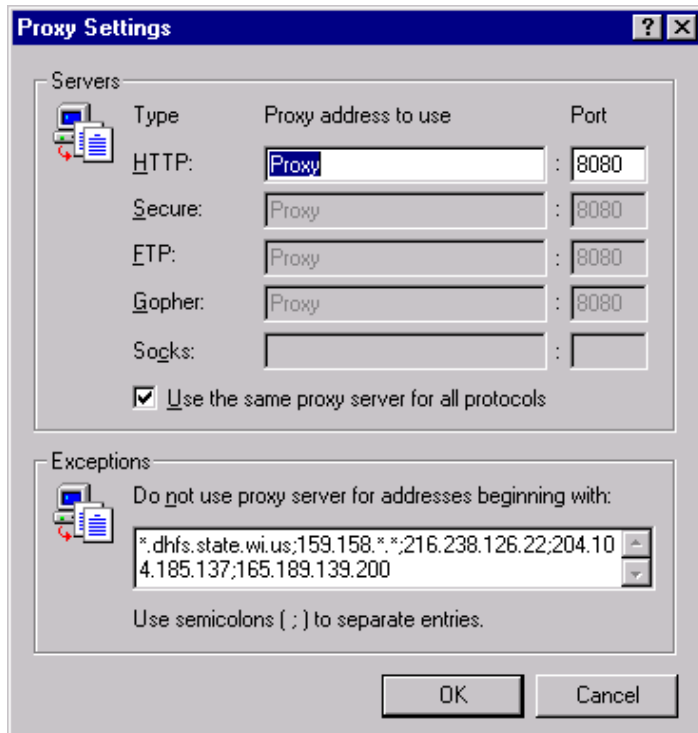 Proxy Settings
Servers
Type Proxy address to use Port
HTTP: Proxy : 8080
Secure: Proxy : 8080
FTP: Proxy : 8080
Gopher: Proxy : 8080
Socks: :
Use the same proxy server for all protocols
Exceptions
Do not use proxy server for addresses beginning with:
*.dhfs.state.wi.us;159.158.*.*;216.238.126.22;204.10
4.185.137;165.189.139.200
Use semicolons ( ; ) to separate entries.
OK Cancel